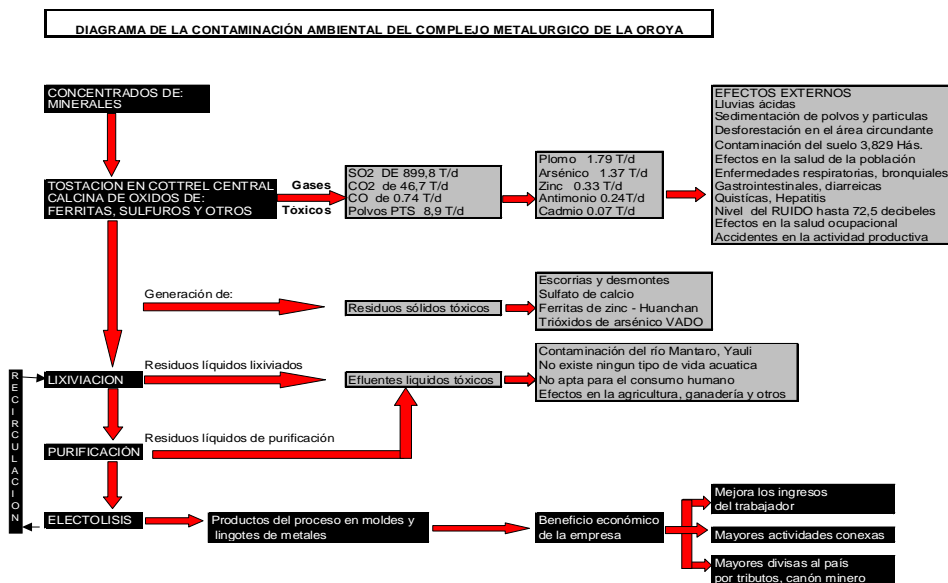 DIAGRAMA DE LA CONTAMINACIÓN AMBIENTAL DEL COMPLEJO METALURGICO DE LA OROYA
CONCENTRADOS DE:
MINERALES
TOSTACION EN COTTREL CENTRAL
CALCINA DE OXIDOS DE:
FERRITAS, SULFUROS Y OTROS
Gases
Tòxicos
SO2 DE 899,8 T/d
CO2 de 46,7 T/d
CO de 0.74 T/d
Polvos PTS 8,9 T/d
Plomo 1.79 T/d
Arsénico 1.37 T/d
Zinc 0.33 T/d
Antimonio 0.24T/d
Cadmio 0.07 T/d
EFECTOS EXTERNOS
Lluvias ácidas
Sedimentación de polvos y particulas
Desforestación en el área circundante
Contaminación del suelo 3,829 Hás.
Efectos en la salud de la población
Enfermedades respiratorias, bronquiales
Gastrointestinales, diarreicas
Quistícas, Hepatitis
Nivel del RUIDO hasta 72,5 decibeles
Efectos en la salud ocupacional
Accidentes en la actividad productiva
Generación de:
Residuos sólidos tóxicos
Escorrias y desmontes
Sulfato de calcio
Ferritas de zinc - Huanchan
Trióxidos de arsénico VADO
RECIRCULACION
LIXIVIACION
Residuos líquidos lixiviados
Efluentes liquidos tóxicos
Contaminación del río Mantaro, Yauli
No existe ningun tipo de vida acuatica
No apta para el consumo humano
Efectos en la agricultura, ganadería y otros
PURIFICACIÓN
Residuos líquidos de purificación
ELECTOLISIS
Productos del proceso en moldes y
lingotes de metales
Beneficio económico
de la empresa
Mejora los ingresos
del trabajador
Mayores actividades conexas
Mayores divisas al país
por tributos, canón minero